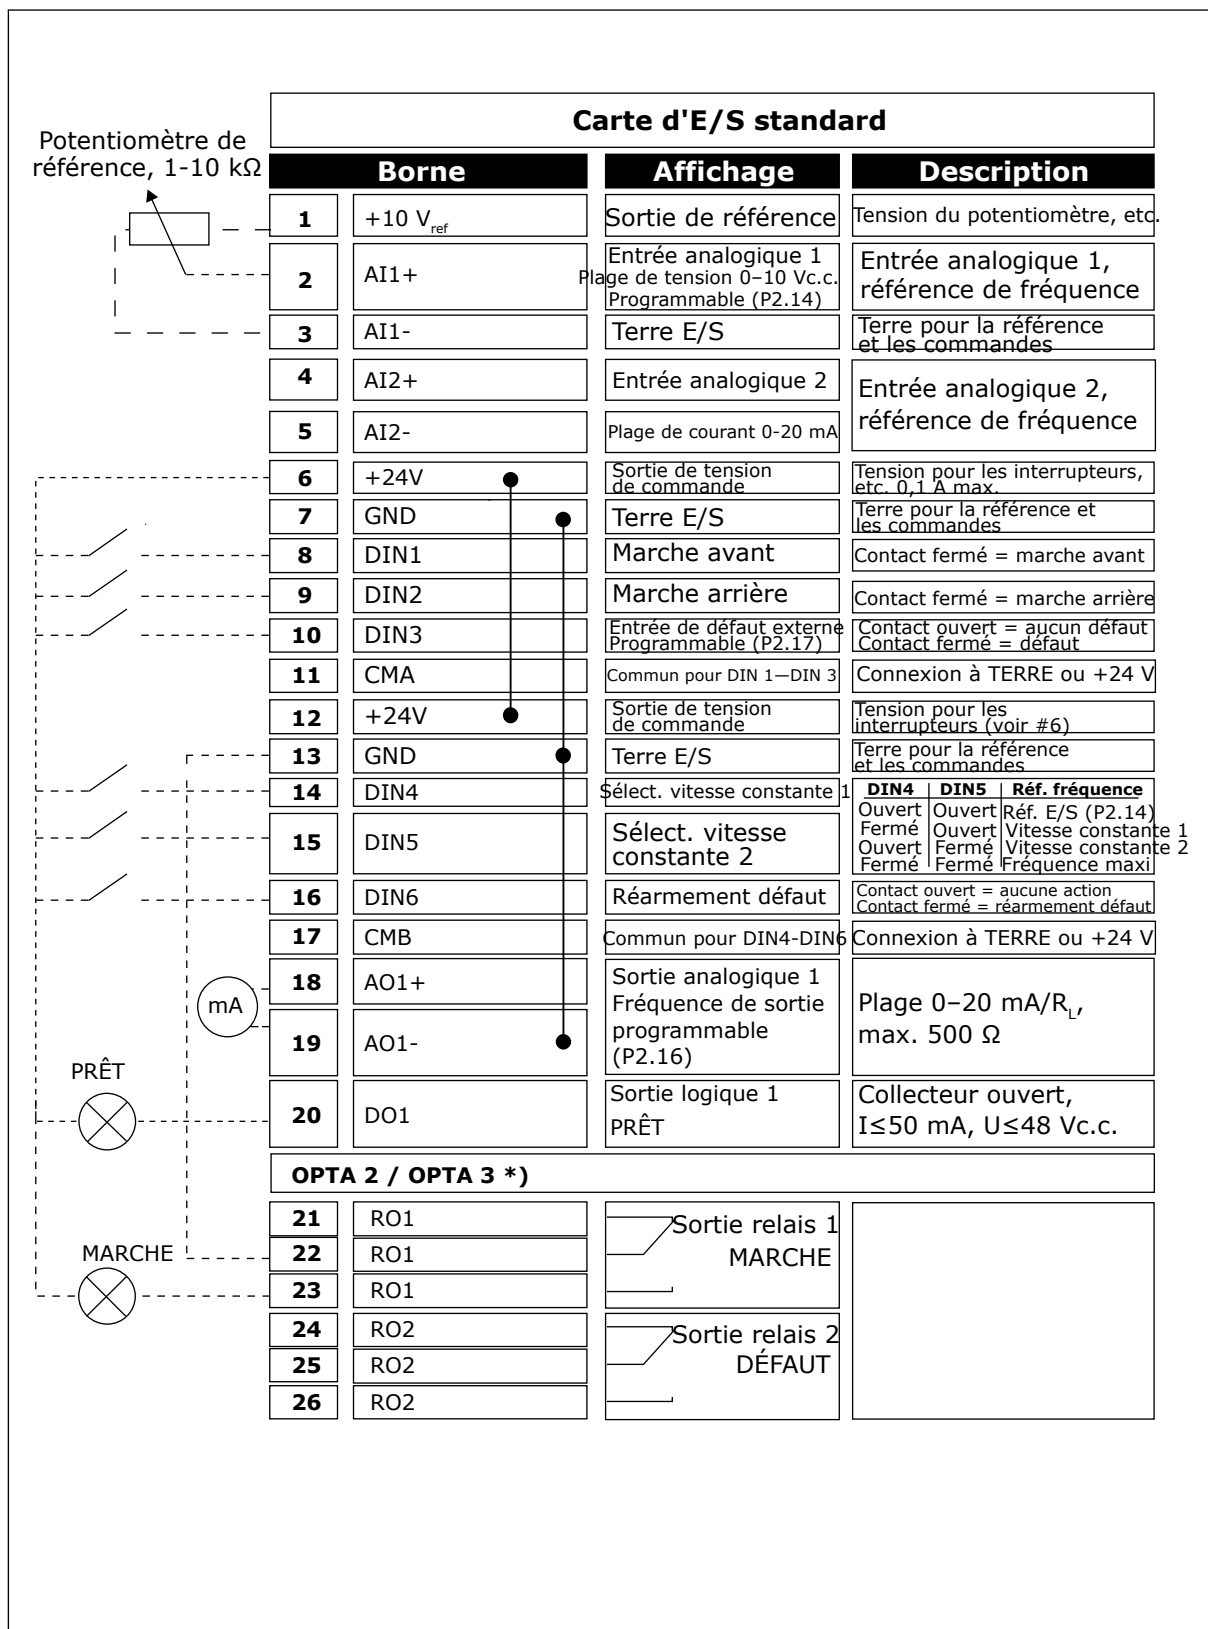 Carte d'E/S standard
Potentiomètre de
référence, 1-10 kΩ
Borne Affichage Description
1 +10 Vref Sortie de référence Tension du potentiomètre, etc.
2 AI1+ Entrée analogique 1
Plage de tension 0–10 Vc.c.
Programmable (P2.14)
Entrée analogique 1,
référence de fréquence
3 AI1- Terre E/S Terre pour la référence
et les commandes
4 AI2+ Entrée analogique 2
Entrée analogique 2,
référence de fréquence
5 AI2- Plage de courant 0-20 mA
6 +24V Sortie de tension
de commande
Tension pour les interrupteurs,
etc. 0,1 A max.
7 GND Terre E/S Terre pour la référence et
les commandes
8 DIN1 Marche avant Contact fermé = marche avant
9 DIN2 Marche arrière Contact fermé = marche arrière
10 DIN3 Entrée de défaut externe
Programmable (P2.17)
Contact ouvert = aucun défaut
Contact fermé = défaut
11 CMA Commun pour DIN 1—DIN 3 Connexion à TERRE ou +24 V
12 +24V Sortie de tension
de commande
Tension pour les
interrupteurs (voir #6)
13 GND Terre E/S Terre pour la référence
et les commandes
14 DIN4 Sélect. vitesse constante 1
DIN4 DIN5 Réf. fréquence
Ouvert Ouvert Réf. E/S (P2.14)
Fermé Ouvert Vitesse constante 1
Ouvert Fermé Vitesse constante 2
Fermé Fermé Fréquence maxi
15 DIN5 Sélect. vitesse
constante 2
16 DIN6 Réarmement défaut Contact ouvert = aucune action
Contact fermé = réarmement défaut
17 CMB Commun pour DIN4-DIN6 Connexion à TERRE ou +24 V
mA
18 AO1+ Sortie analogique 1
Fréquence de sortie
programmable
(P2.16)
Plage 0–20 mA/RL,
max. 500 Ω
19 AO1-
PRÊT
20 DO1 Sortie logique 1
PRÊT
Collecteur ouvert,
I≤50 mA, U≤48 Vc.c.
OPTA 2 / OPTA 3 *)
21 RO1 Sortie relais 1
MARCHE
MARCHE
22 RO1
23 RO1
24 RO2 Sortie relais 2
DÉFAUT
25 RO2
26 RO2